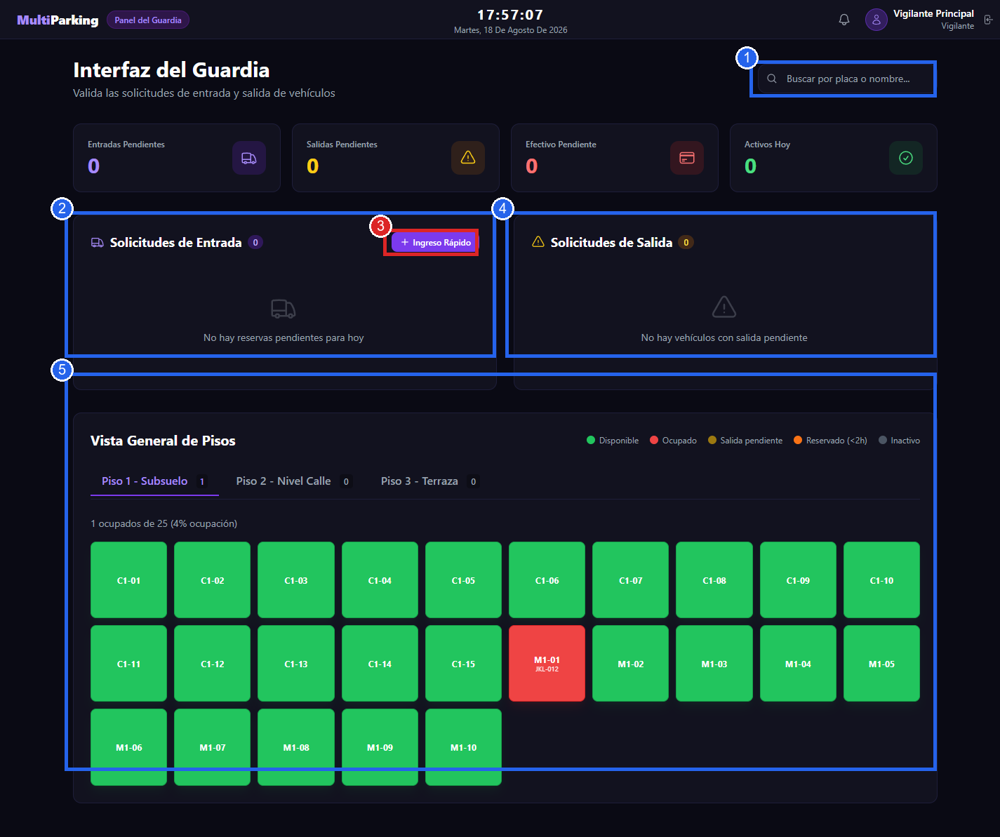 MultiParking Panel del Guardia
17:57:07
Martes, 18 De Agosto De 2026
Vigilante Principal
Vigilante
Interfaz del Guardia
Valida las solicitudes de entrada y salida de vehículos
1
Buscar por placa o nombre...
Entradas Pendientes
0
Salidas Pendientes
0
Efectivo Pendiente
0
Activos Hoy
0
2
Solicitudes de Entrada 0
3
+ Ingreso Rápido
No hay reservas pendientes para hoy
4
Solicitudes de Salida 0
No hay vehículos con salida pendiente
5
Vista General de Pisos
Disponible Ocupado Salida pendiente Reservado (<2h) Inactivo
Piso 1 - Subsuelo 1 Piso 2 - Nivel Calle 0 Piso 3 - Terraza 0
1 ocupados de 25 (4% ocupación)
C1-01 C1-02 C1-03 C1-04 C1-05 C1-06 C1-07 C1-08 C1-09 C1-10
C1-11 C1-12 C1-13 C1-14 C1-15 M1-01 M1-02 M1-03 M1-04 M1-05
JKL-012
M1-06 M1-07 M1-08 M1-09 M1-10